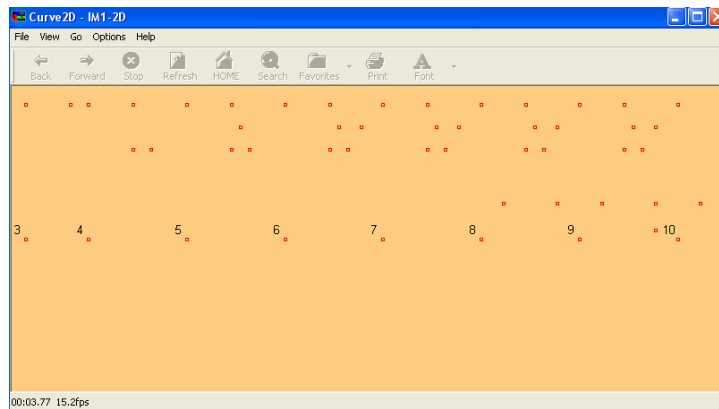 Curve2D - IM1-2D
File View Go Options Help
Back Forward Stop Refresh HOME Search Favorites Print Font
3 4 5 6 7 8 9 10
00:03.77 15.2fps